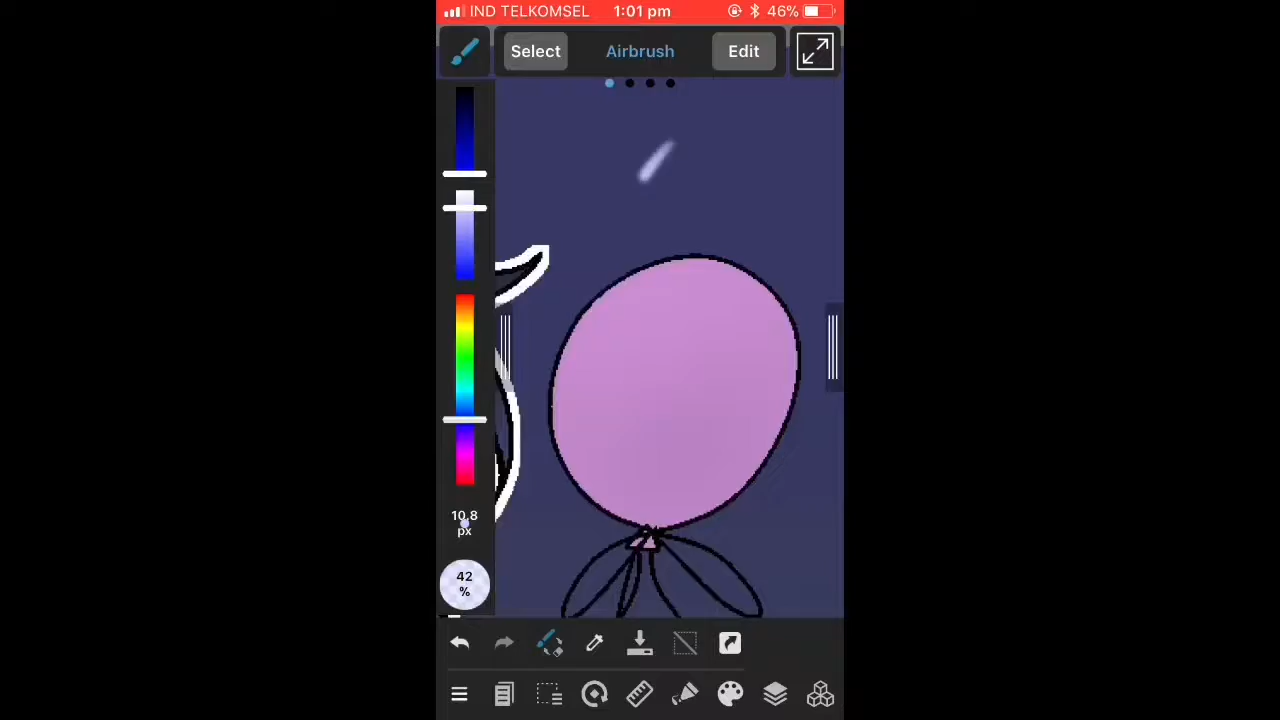 IND TELKOMSEL 1:01 pm 46%
Select Airbrush Edit
10.8
px
42
%